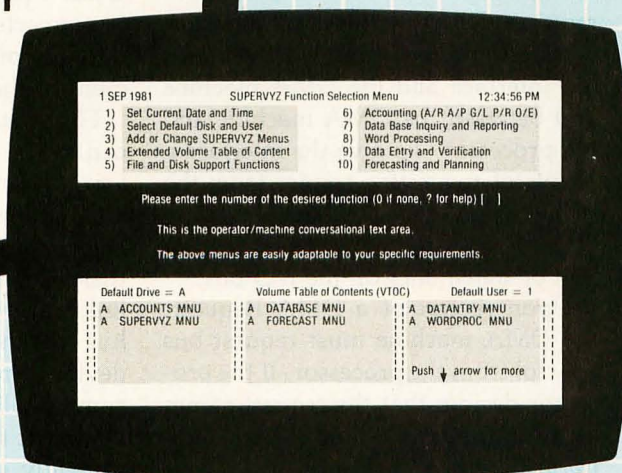 1 SEP 1981 SUPERVYZ Function Selection Menu 12:34:56 PM
1) Set Current Date and Time 6) Accounting (A/R A/P G/L P/R O/E)
2) Select Default Disk and User 7) Data Base Inquiry and Reporting
3) Add or Change SUPERVYZ Menus 8) Word Processing
4) Extended Volume Table of Content 9) Data Entry and Verification
5) File and Disk Support Functions 10) Forecasting and Planning
Please enter the number of the desired function (0 if none, ? for help) [ ]
This is the operator/machine conversational text area.
The above menus are easily adaptable to your specific requirements.
Default Drive = A Volume Table of Contents (VTOC) Default User = 1
A ACCOUNTS MNU A DATABASE MNU A DATANTRY MNU
A SUPERVYZ MNU A FORECAST MNU A WORDPROC MNU
Push ↓ arrow for more